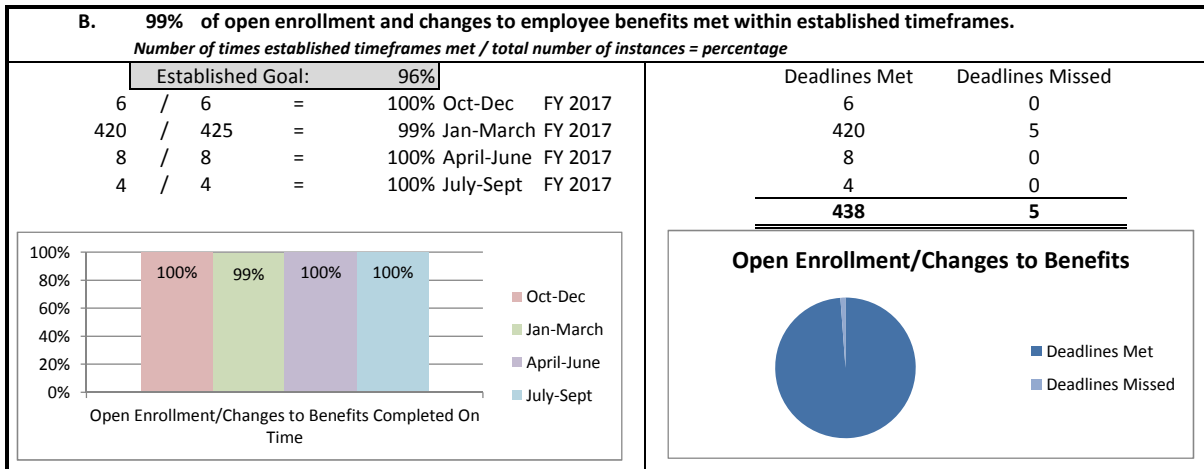 B. 99% of open enrollment and changes to employee benefits met within established timeframes.
Number of times established timeframes met / total number of instances = percentage
Established Goal: 96%
6 / 6 = 100% Oct-Dec FY 2017
420 / 425 = 99% Jan-March FY 2017
8 / 8 = 100% April-June FY 2017
4 / 4 = 100% July-Sept FY 2017
Deadlines Met Deadlines Missed
6 0
420 5
8 0
4 0
438 5
100%
80%
60%
40%
20%
0%
100% 99% 100% 100%
Open Enrollment/Changes to Benefits Completed On
Time
Oct-Dec
Jan-March
April-June
July-Sept
Open Enrollment/Changes to Benefits
Deadlines Met
Deadlines Missed